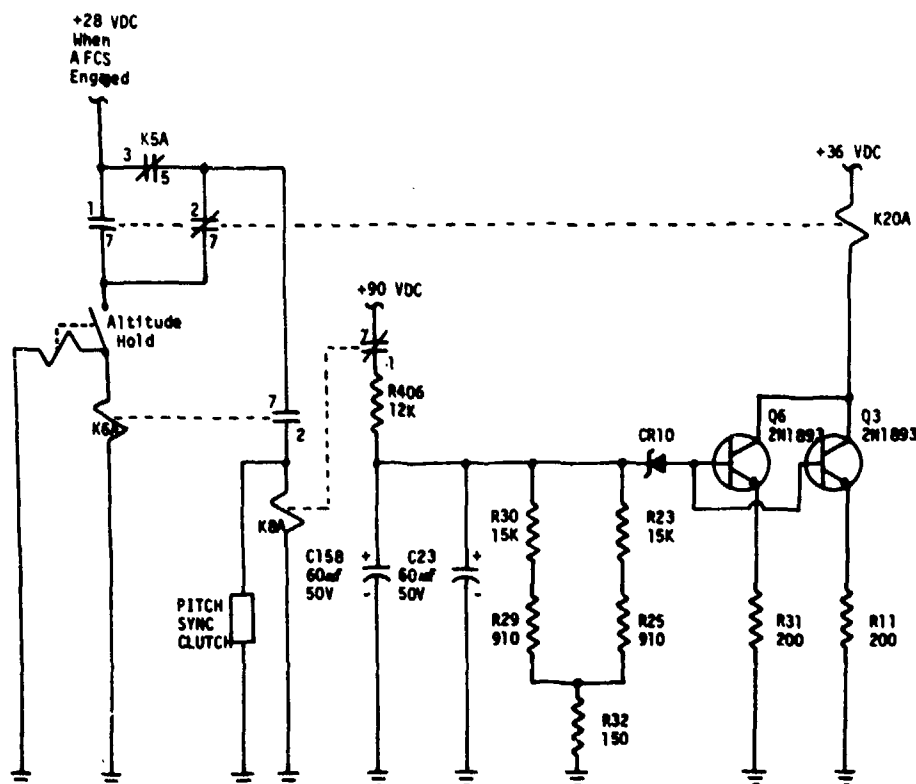 +28 VDC
When
AFCS
Engaged
K5A
3
5
+36 VDC
1
2
7
7
K20A
+90 VDC
Altitude
Hold
7
1
R406
12K
7
2
K6A
Q6
2N1893
Q3
2N1893
CR10
K8A
R30
15K
R23
15K
C158
60mf
50V
+
-
C23
60mf
50V
+
-
PITCH
SYNC
CLUTCH
R29
910
R25
910
R31
200
R11
200
R32
150